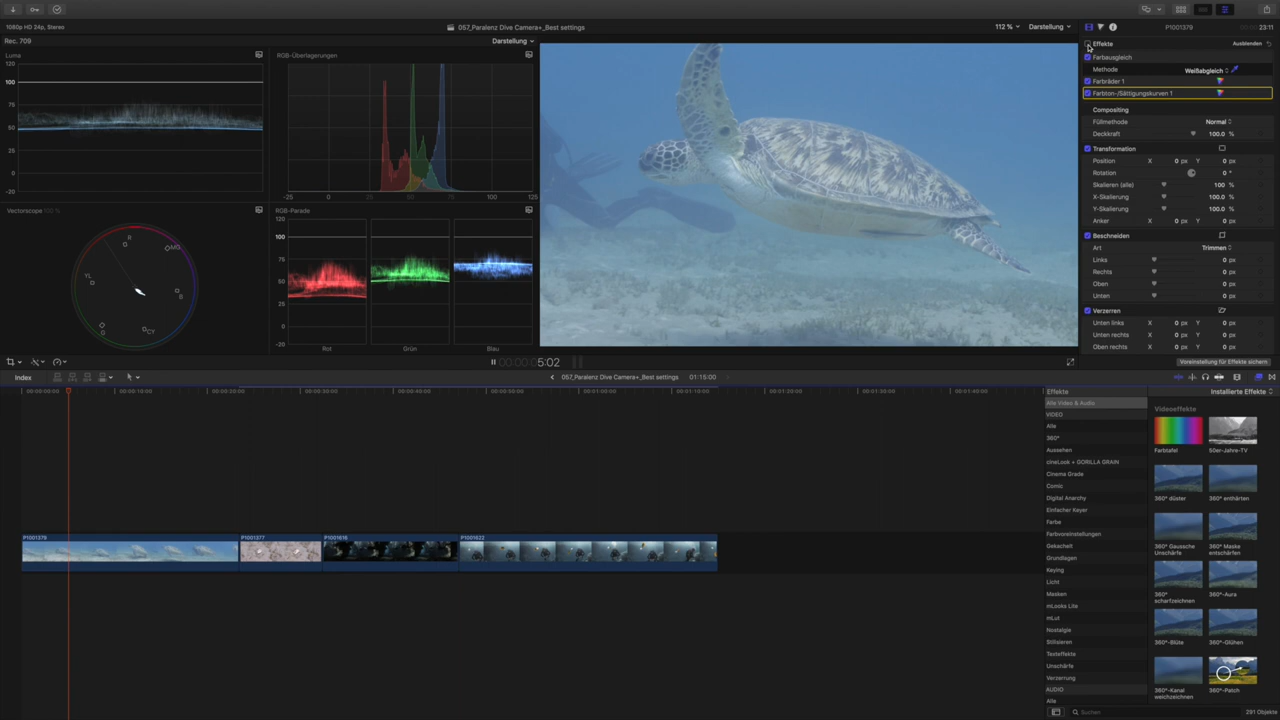 1080p HD 24p, Stereo
057_Paralenz Dive Camera+_Best settings
112 %
Darstellung
P1001379
23:11
Rec. 709
Darstellung
Luma
RGB-Überlagerungen
120
100
75
50
25
0
-20
-25
0
25
50
75
100
125
Vectorscope
100 %
R
MG
YL
B
G
CY
RGB-Parade
120
100
75
50
25
0
-20
Rot
Grün
Blau
Effekte
Ausblenden
Farbausgleich
Methode
Weißabgleich
Farbräder 1
Farbton-/Sättigungskurven 1
Compositing
Füllmethode
Normal
Deckkraft
100.0 %
Transformation
Position X 0 px Y 0 px
Rotation 0 °
Skalieren (alle) 100 %
X-Skalierung 100.0 %
Y-Skalierung 100.0 %
Anker X 0 px Y 0 px
Beschneiden
Art Trimmen
Links 0 px
Rechts 0 px
Oben 0 px
Unten 0 px
Verzerren
Unten links X 0 px Y 0 px
Unten rechts X 0 px Y 0 px
Oben rechts X 0 px Y 0 px
5:02
Voreinstellung für Effekte sichern
Index
057_Paralenz Dive Camera+_Best settings
01:15:00
00:00:00:00
00:00:10:00
00:00:20:00
00:00:30:00
00:00:40:00
00:00:50:00
00:01:00:00
00:01:10:00
00:01:20:00
00:01:30:00
00:01:40:00
P1001379
P1001377
P1001616
P1001622
Effekte
Installierte Effekte
Alle Video & Audio
VIDEO
Alle
360°
Aussehen
cineLook + GORILLA GRAIN
Cinema Grade
Comic
Digital Anarchy
Einfacher Keyer
Farbe
Farbvoreinstellungen
Gekachelt
Grundlagen
Keying
Licht
Masken
mLooks Lite
mLut
Nostalgie
Stilisieren
Texteffekte
Unschärfe
Verzerrung
AUDIO
Alle
Videoeffekte
Farbtafel
50er-Jahre-TV
360° düster
360° enthärten
360° Gaussche Unschärfe
360° Maske entschärfen
360° scharfzeichnen
360°-Aura
360°-Blüte
360°-Glühen
360°-Kanal weichzeichnen
360°-Patch
Suchen
291 Objekte